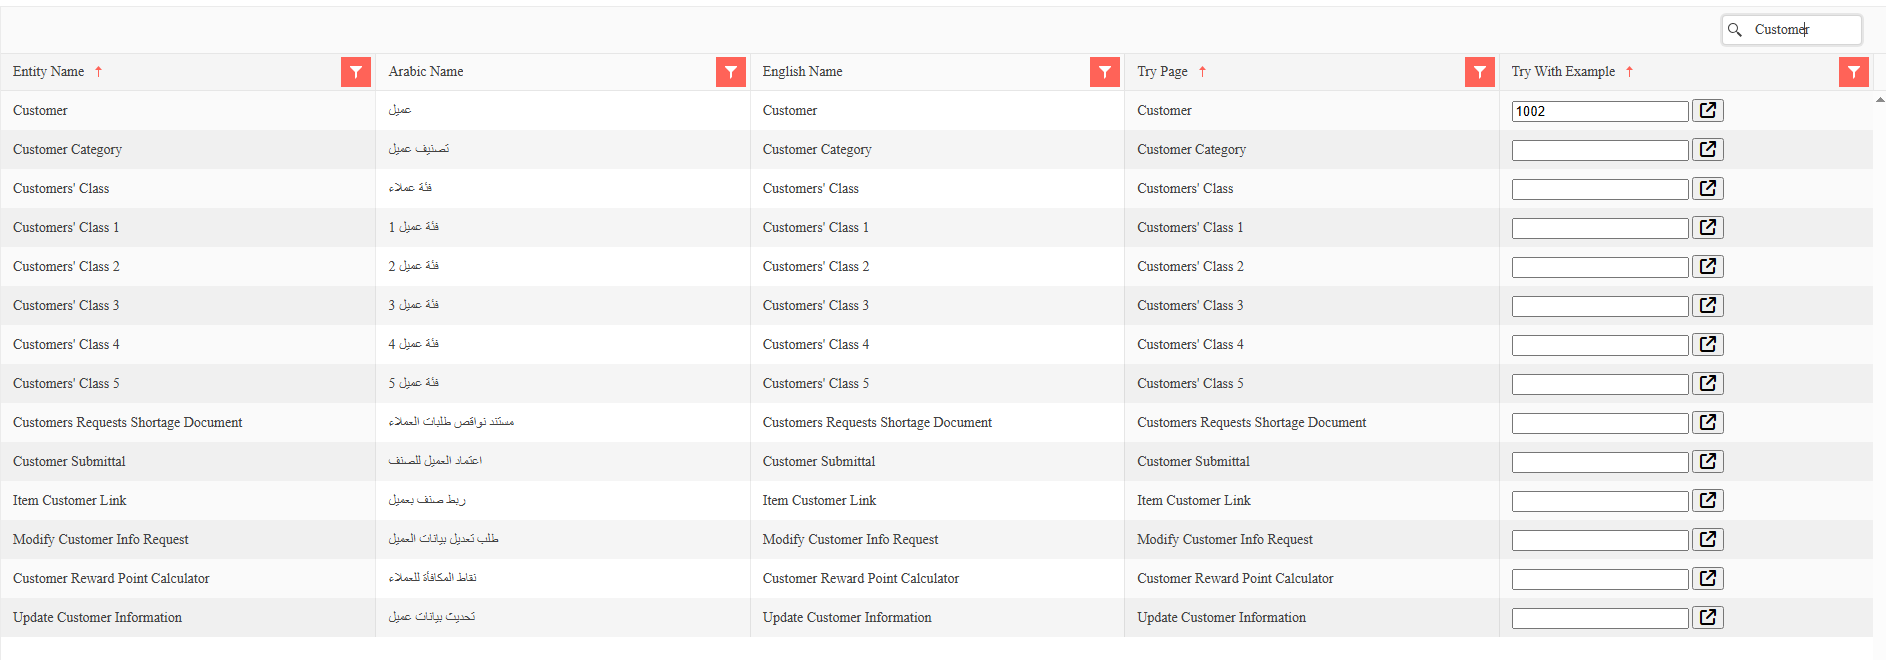 Customer
Entity Name Arabic Name English Name Try Page Try With Example
Customer عميل Customer Customer 1002
Customer Category تصنيف عميل Customer Category Customer Category
Customers' Class فئة عملاء Customers' Class Customers' Class
Customers' Class 1 فئة عميل 1 Customers' Class 1 Customers' Class 1
Customers' Class 2 فئة عميل 2 Customers' Class 2 Customers' Class 2
Customers' Class 3 فئة عميل 3 Customers' Class 3 Customers' Class 3
Customers' Class 4 فئة عميل 4 Customers' Class 4 Customers' Class 4
Customers' Class 5 فئة عميل 5 Customers' Class 5 Customers' Class 5
Customers Requests Shortage Document مستند نواقص طلبات العملاء Customers Requests Shortage Document Customers Requests Shortage Document
Customer Submittal اعتماد العميل للصنف Customer Submittal Customer Submittal
Item Customer Link ربط صنف بعميل Item Customer Link Item Customer Link
Modify Customer Info Request طلب تعديل بيانات العميل Modify Customer Info Request Modify Customer Info Request
Customer Reward Point Calculator نقاط المكافأة للعملاء Customer Reward Point Calculator Customer Reward Point Calculator
Update Customer Information تحديث بيانات عميل Update Customer Information Update Customer Information